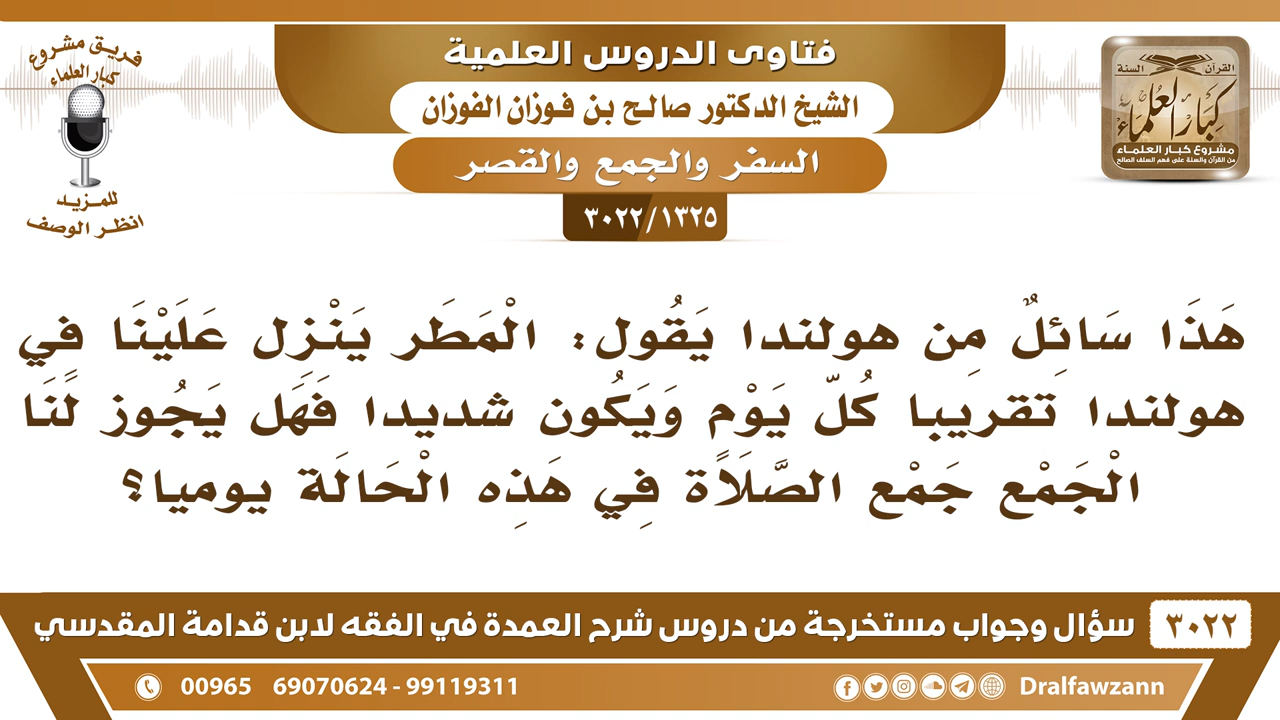 فتاوى الدروس العلمية
الشيخ الدكتور صالح بن فوزان الفوزان
السفر والجمع والقصر
٣٠٢٢/١٣٢٥
فريق مشروع
كبار العلماء
للمزيد
انظر الوصف
القرآن السنة
كبار العلماء
مشروع كبار العلماء
من القرآن والسنة على فهم السلف الصالح
هَذَا سَائِلٌ مِن هولندا يَقُول: الْمَطَر يَنْزِل عَلَيْنَا فِي
هولندا تَقرِيبا كُلّ يَوْم وَيَكُون شديدا فَهَل يَجُوز لَنَا
الْجَمْع جَمْع الصَّلَاة فِي هَذِه الْحَالَة يوميا؟
سؤال وجواب مستخرجة من دروس شرح العمدة في الفقه لابن قدامة المقدسي
٣٠٢٢
00965 69070624 - 99119311
Dralfawzann